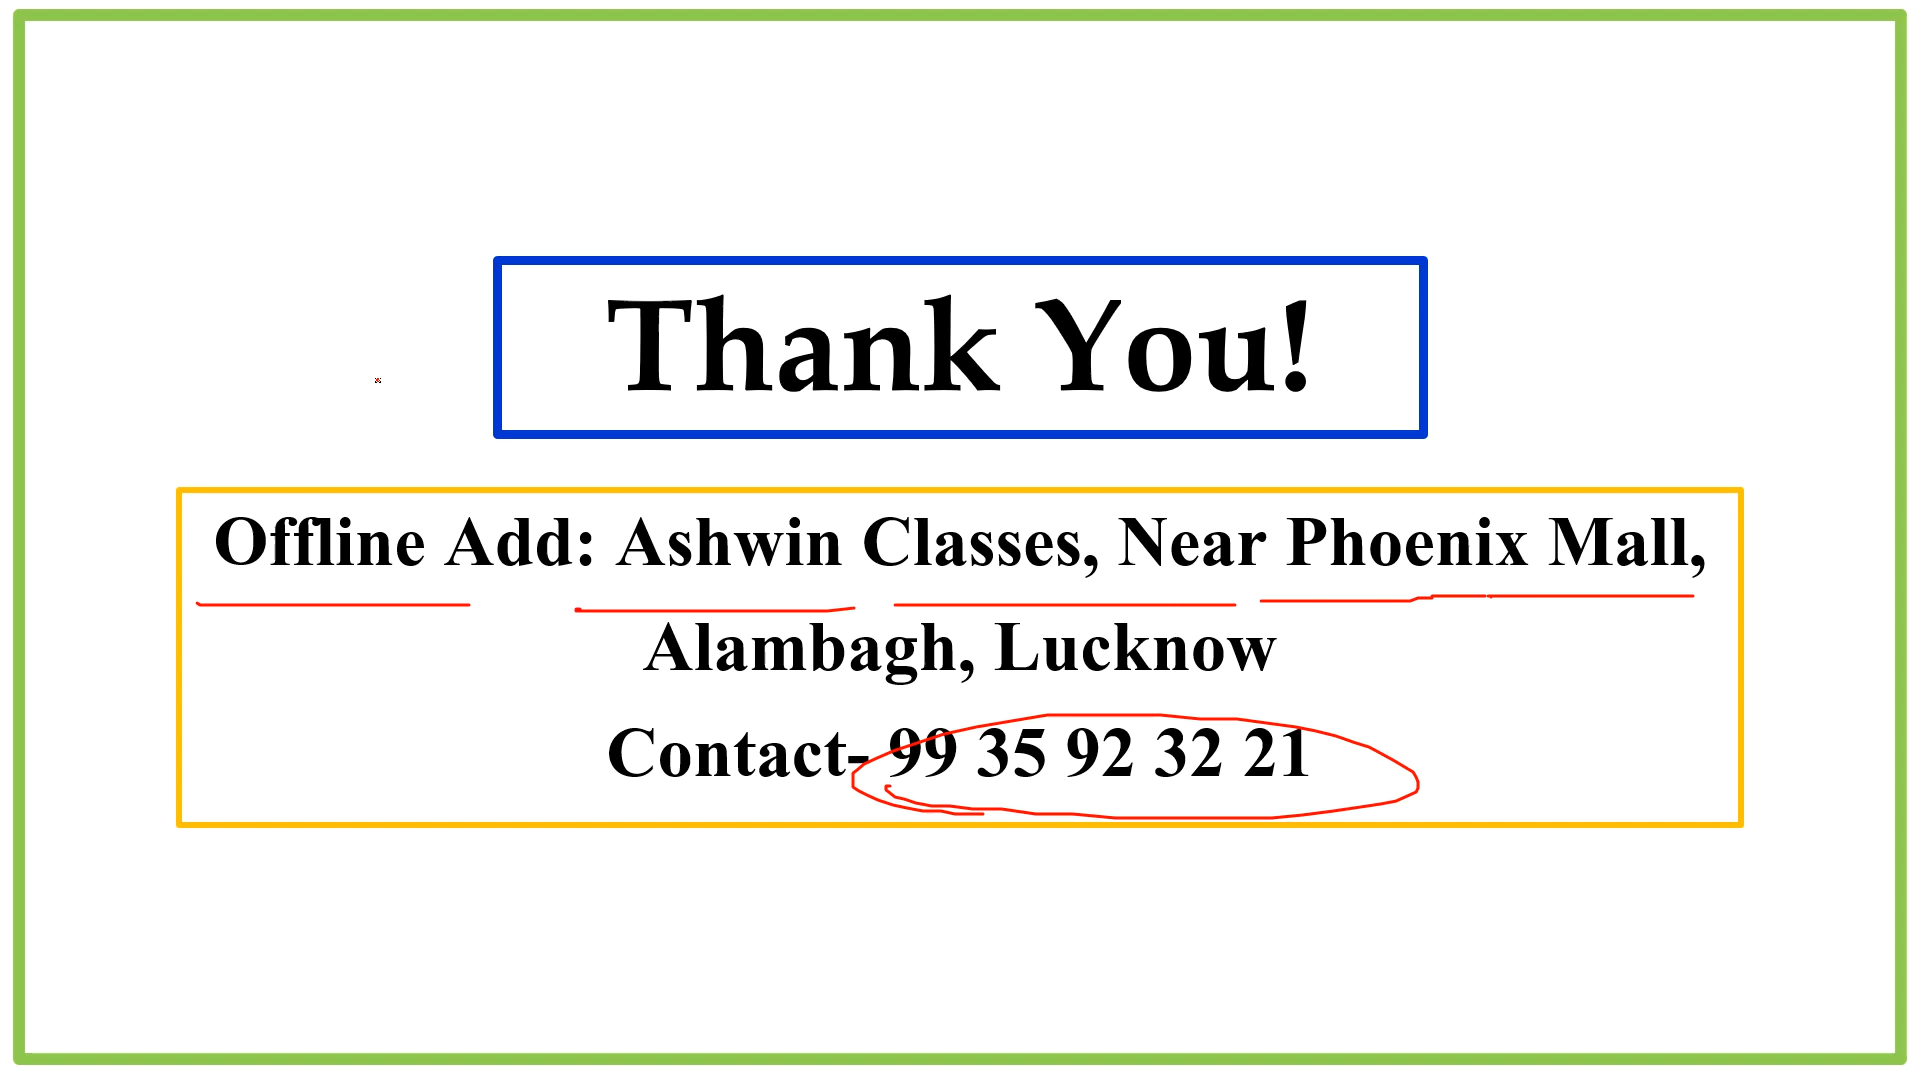 Thank You!
Offline Add: Ashwin Classes, Near Phoenix Mall,
Alambagh, Lucknow
Contact- 99 35 92 32 21